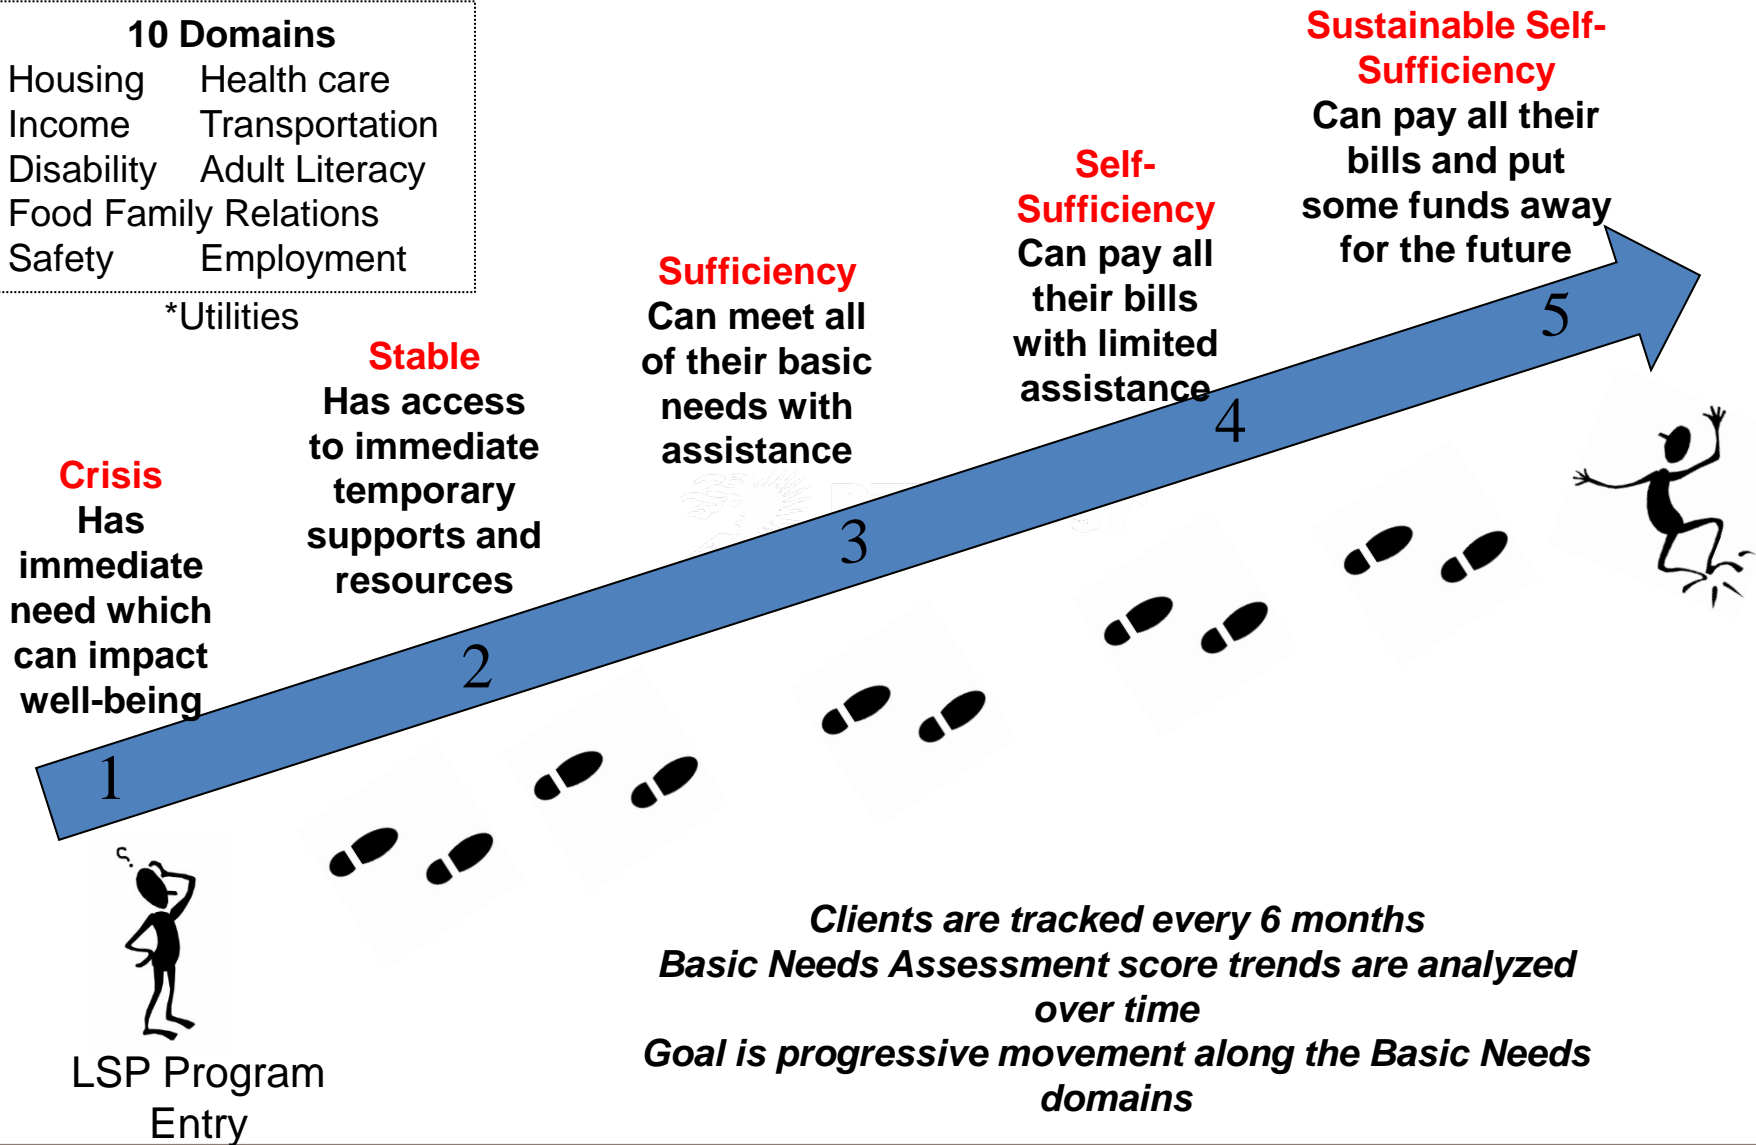 10 Domains
Housing Health care
Income Transportation
Disability Adult Literacy
Food Family Relations
Safety Employment
*Utilities
Crisis
Has
immediate
need which
can impact
well-being
Stable
Has access
to immediate
temporary
supports and
resources
Sufficiency
Can meet all
of their basic
needs with
assistance
Self-
Sufficiency
Can pay all
their bills
with limited
assistance
Sustainable Self-
Sufficiency
Can pay all their
bills and put
some funds away
for the future
1
2
3
4
5
?
LSP Program
Entry
Clients are tracked every 6 months
Basic Needs Assessment score trends are analyzed
over time
Goal is progressive movement along the Basic Needs
domains